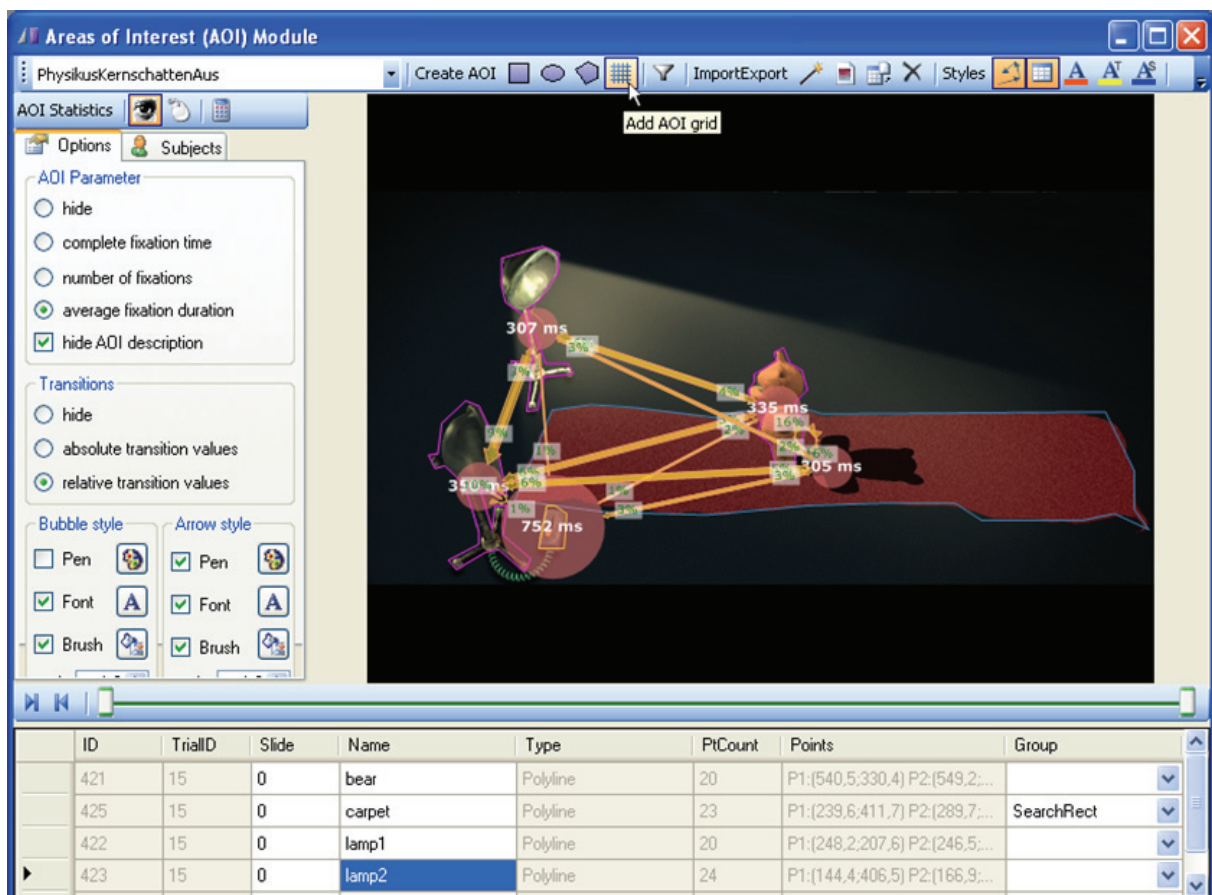 Areas of Interest (AOI) Module
PhysikusKernschattenAus Create AOI ImportExport Styles A A^T A^S
AOI Statistics
Add AOI grid
Options Subjects
AOI Parameter
hide
complete fixation time
number of fixations
average fixation duration
hide AOI description
Transitions
hide
absolute transition values
relative transition values
Bubble style Arrow style
Pen Pen
Font A Font A
Brush Brush
307 ms
3%
4%
335 ms
16%
2%
2% 6%
305 ms
9%
1%
6%
3%
10%
1%
1%
3%
752 ms
ID TrialID Slide Name Type PtCount Points Group
421 15 0 bear Polyline 20 P1:(540,5;330,4) P2:(549,2;...
425 15 0 carpet Polyline 23 P1:(239,6;411,7) P2:(289,7;... SearchRect
422 15 0 lamp1 Polyline 20 P1:(248,2;207,6) P2:(246,5;...
423 15 0 lamp2 Polyline 24 P1:(144,4;406,5) P2:(166,9;...